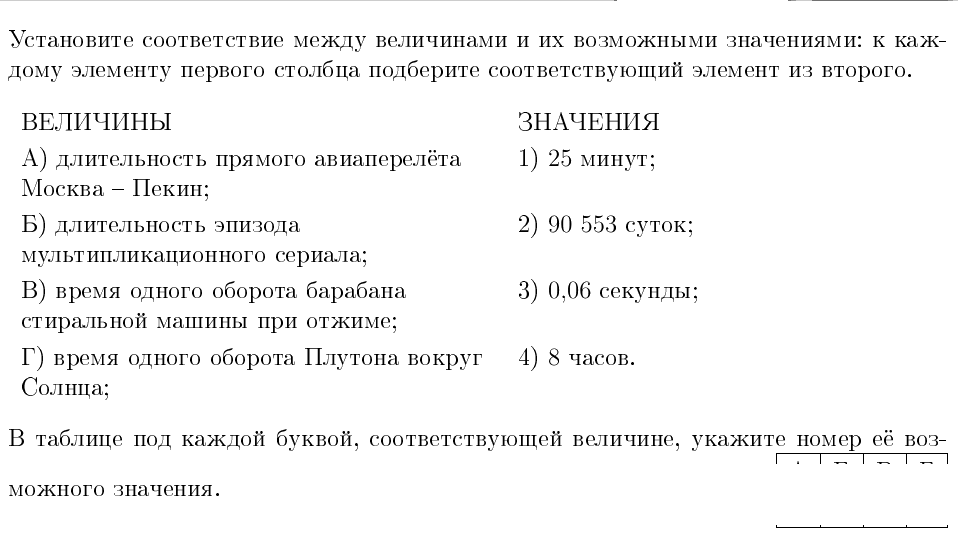 Установите соответствие между величинами и их возможными значениями: к каж-
дому элементу первого столбца подберите соответствующий элемент из второго.
ВЕЛИЧИНЫ
ЗНАЧЕНИЯ
А) длительность прямого авиаперелёта
1) 25 минут;
Москва – Пекин;
Б) длительность эпизода
2) 90 553 суток;
мультипликационного сериала;
В) время одного оборота барабана
3) 0,06 секунды;
стиральной машины при отжиме;
Г) время одного оборота Плутона вокруг
4) 8 часов.
Солнца;
В таблице под каждой буквой, соответствующей величине, укажите номер её воз-
можного значения.